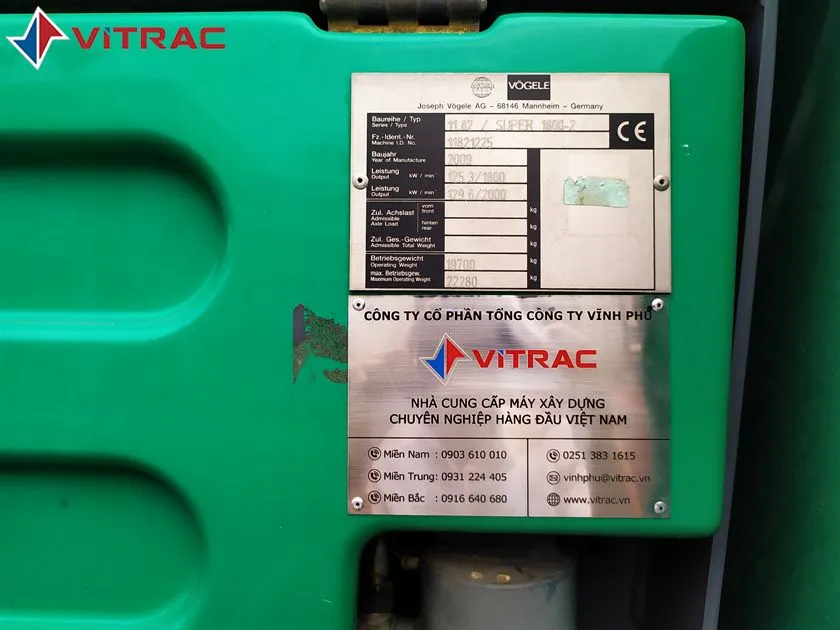 ViTRAC
VÖGELE
Joseph Vögele AG - 68146 Mannheim - Germany
Baureihe / Typ
Series / Type
11.82 / SUPER 1800-2
Fz.-Ident.-Nr.
Machine I.D. No.
11821225
Baujahr
Year of Manufacture
2009
Leistung
Output
kW / min⁻
125.3/1800
Leistung
Output
kW / min⁻
129.6/2000
CE
Zul. Achslast
Admissible
Axle Load
vorn
front
kg
hinten
rear
kg
Zul. Ges.-Gewicht
Admissible Total Weight
kg
Betriebsgewicht
Operating Weight
19700
kg
max. Betriebsgew.
Maximum Operating Weight
22280
kg
CÔNG TY CỔ PHẦN TỔNG CÔNG TY VĨNH PHÚ
ViTRAC
NHÀ CUNG CẤP MÁY XÂY DỰNG
CHUYÊN NGHIỆP HÀNG ĐẦU VIỆT NAM
Miền Nam : 0903 610 010
Miền Trung: 0931 224 405
Miền Bắc : 0916 640 680
0251 383 1615
vinhphu@vitrac.vn
www.vitrac.vn